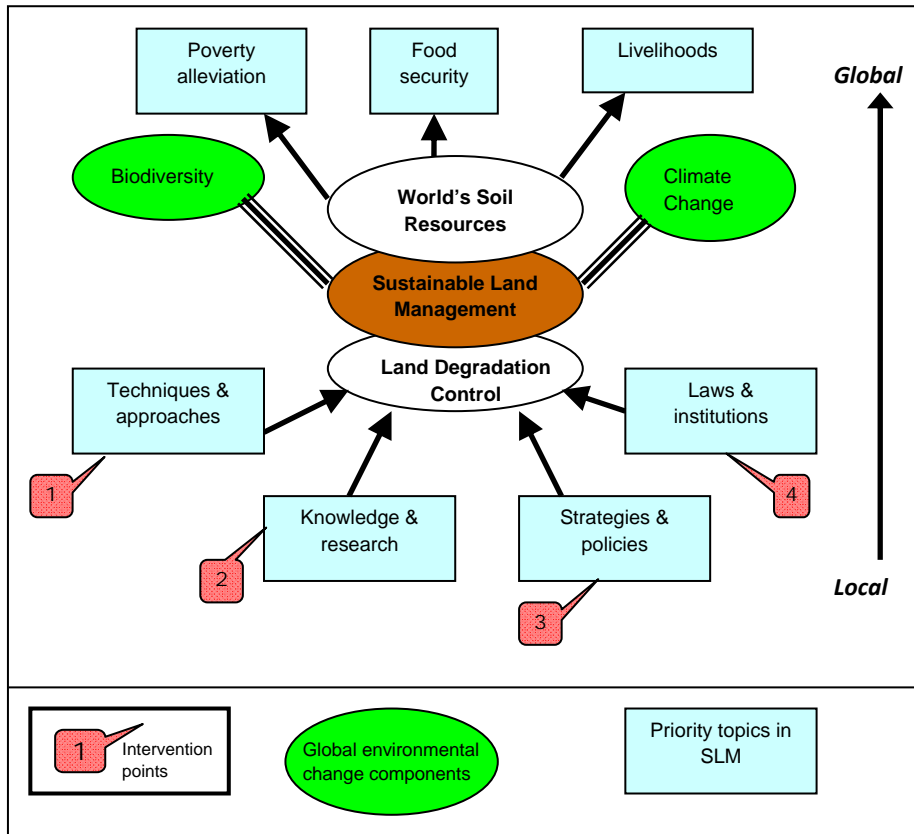 Poverty
alleviation
Food
security
Livelihoods
Global
Biodiversity
Climate
Change
World's Soil
Resources
Sustainable Land
Management
Land Degradation
Control
Techniques &
approaches
Laws &
institutions
1
4
Knowledge &
research
Strategies &
policies
2
3
Local
1
Intervention
points
Global environmental
change components
Priority topics in
SLM